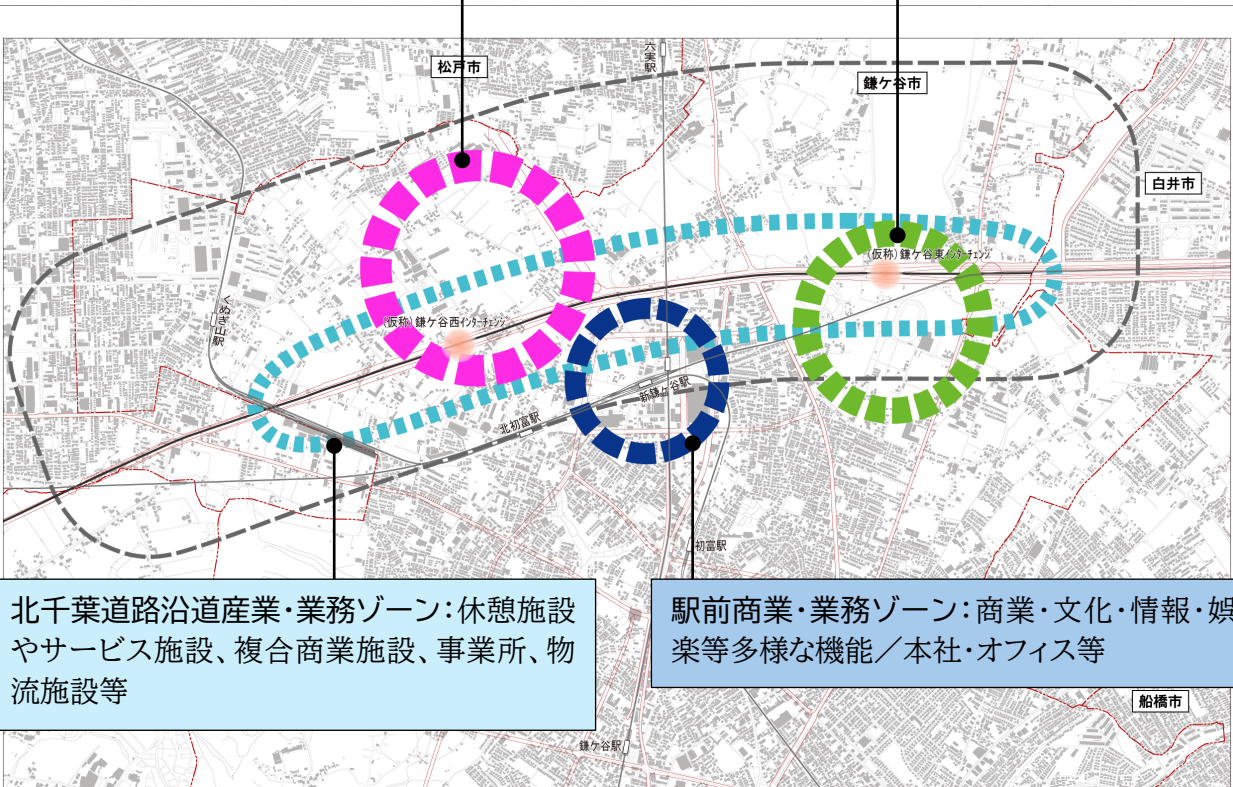 六実駅
松戸市
鎌ケ谷市
白井市
(仮称)鎌ケ谷東インターチェンジ
くぬぎ山駅
(仮称)鎌ケ谷西インターチェンジ
新鎌ケ谷駅
北初富駅
初富駅
北千葉道路沿道産業・業務ゾーン：休憩施設
やサービス施設、複合商業施設、事業所、物
流施設等
駅前商業・業務ゾーン：商業・文化・情報・娯
楽等多様な機能／本社・オフィス等
船橋市
鎌ケ谷駅